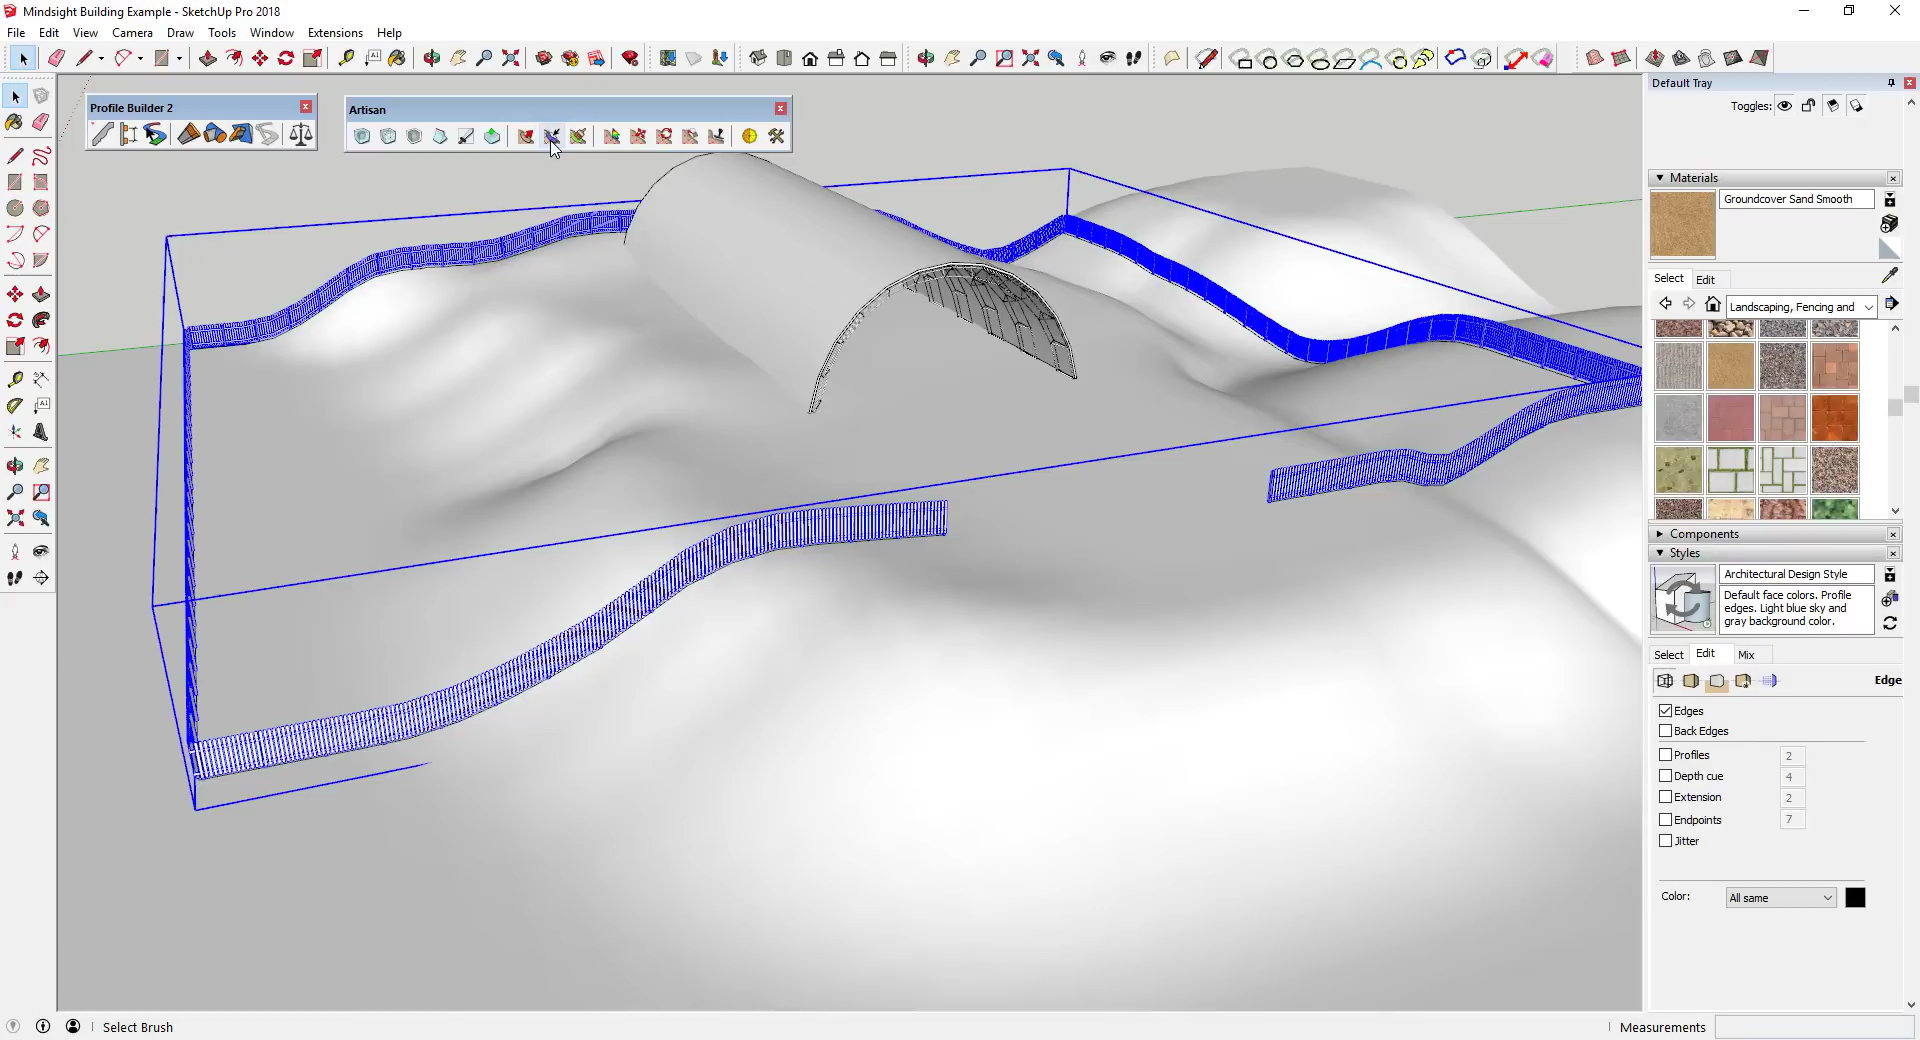 Mindsight Building Example - SketchUp Pro 2018
File Edit View Camera Draw Tools Window Extensions Help
Default Tray
Profile Builder 2
Artisan
Toggles:
Materials
Groundcover Sand Smooth
Select Edit
Landscaping, Fencing and
Components
Styles
Architectural Design Style
Default face colors. Profile
edges. Light blue sky and
gray background color.
Select Edit Mix
Edge
Edges
Back Edges
Profiles 2
Depth cue 4
Extension 2
Endpoints 7
Jitter
Color: All same
Select Brush
Measurements